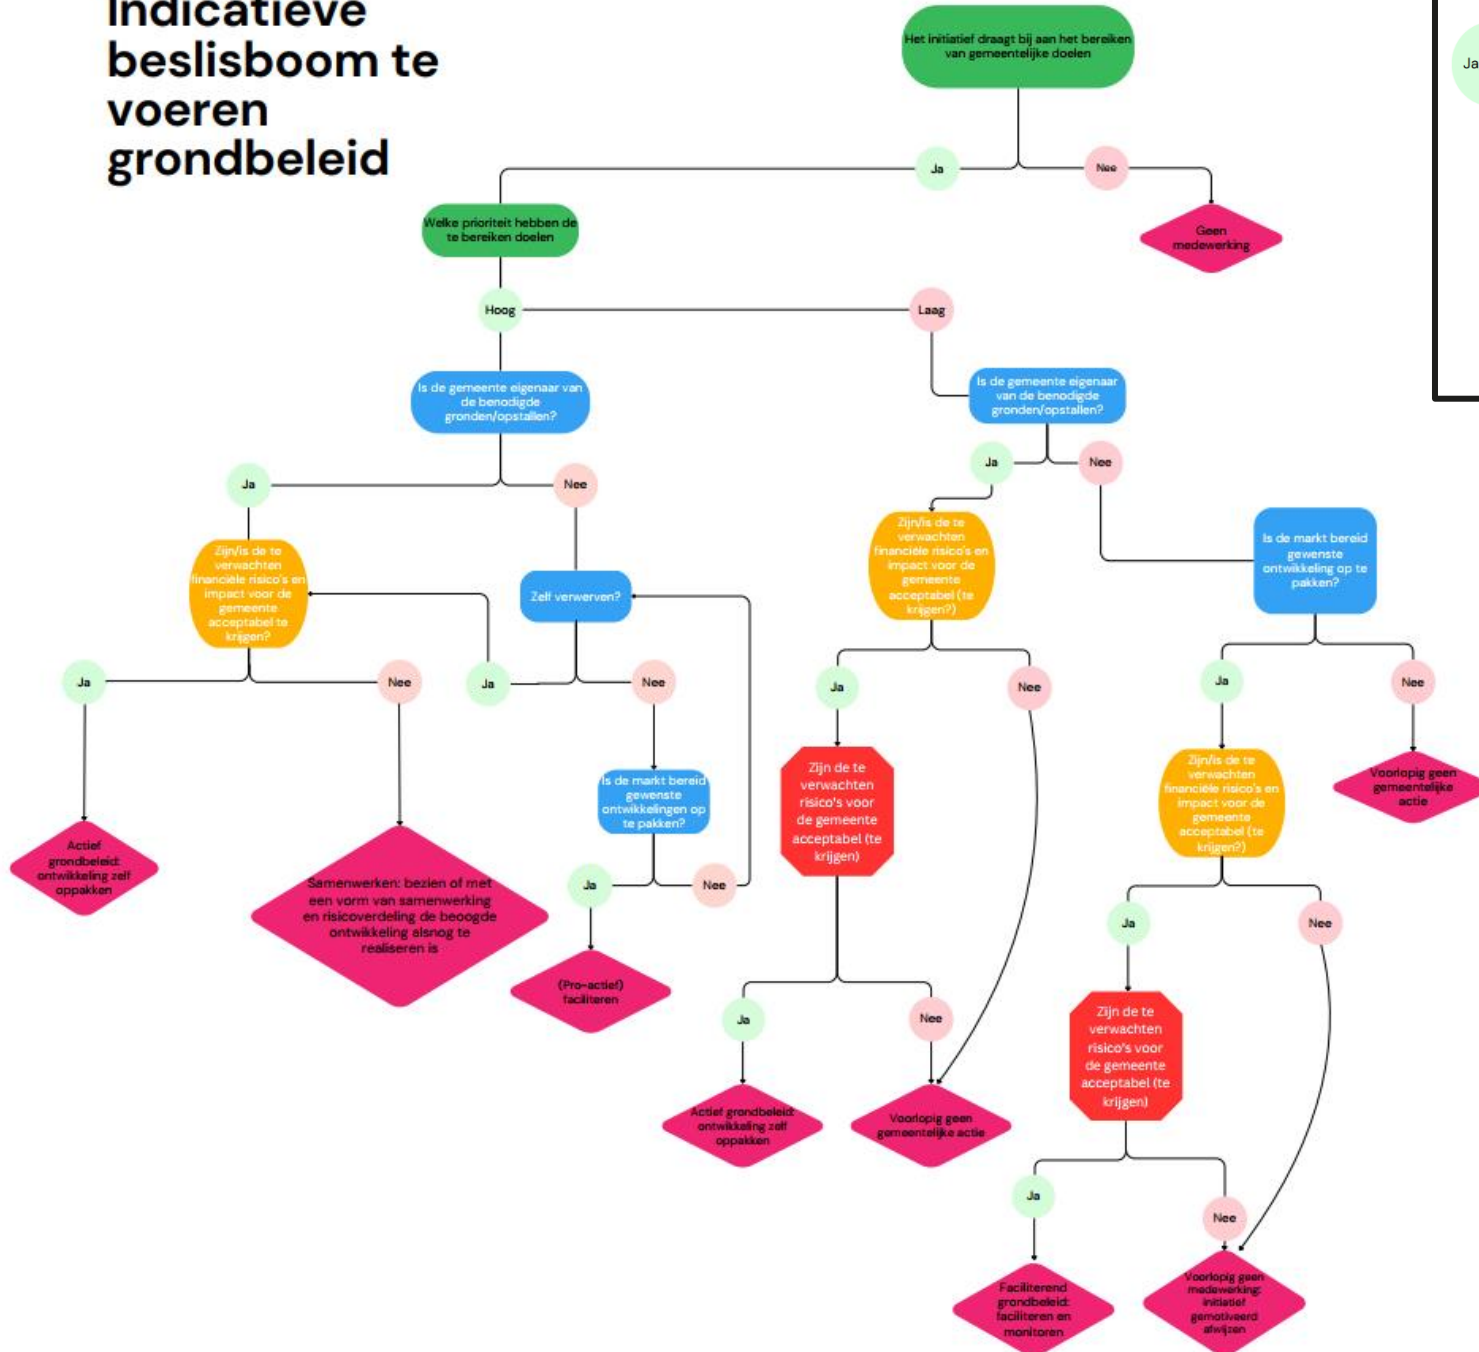 Indicatieve
beslisboom te
voeren
grondbeleid
Het initiatief draagt bij aan het bereiken
van gemeentelijke doelen
Ja
Ja
Nee
Welke prioriteit hebben de
te bereiken doelen
Geen
medewerking
Hoog
Laag
Is de gemeente eigenaar van
de benodigde
gronden/opstallen?
Is de gemeente eigenaar
van de benodigde
gronden/opstallen?
Ja
Nee
Ja
Nee
Zijn/is de te
verwachten
financiële risico's en
impact voor de
gemeente
acceptabel te
krijgen?
Zelf verwerven?
Zijn/is de te
verwachten
financiële risico's en
impact voor de
gemeente
acceptabel (te
krijgen?)
Is de markt bereid
gewenste
ontwikkeling op te
pakken?
Ja
Nee
Ja
Nee
Ja
Nee
Ja
Nee
Is de markt bereid
gewenste
ontwikkelingen op
te pakken?
Zijn de te
verwachten
risico's voor
de gemeente
acceptabel (te
krijgen)
Zijn/is de te
verwachten
financiële risico's en
impact voor de
gemeente
acceptabel (te
krijgen?)
Voorlopig geen
gemeentelijke
actie
Actief
grondbeleid:
ontwikkeling zelf
oppakken
Samenwerken: bezien of met
een vorm van samenwerking
en risicoverdeling de beoogde
ontwikkeling alsnog te
realiseren is
Ja
Nee
(Pro-actief)
faciliteren
Ja
Nee
Ja
Nee
Zijn de te
verwachten
risico's voor
de gemeente
acceptabel (te
krijgen)
Actief grondbeleid:
ontwikkeling zelf
oppakken
Voorlopig geen
gemeentelijke actie
Ja
Nee
Faciliterend
grondbeleid:
faciliteren en
monitoren
Voorlopig geen
medewerking:
initiatief
gemotiveerd
afwijzen